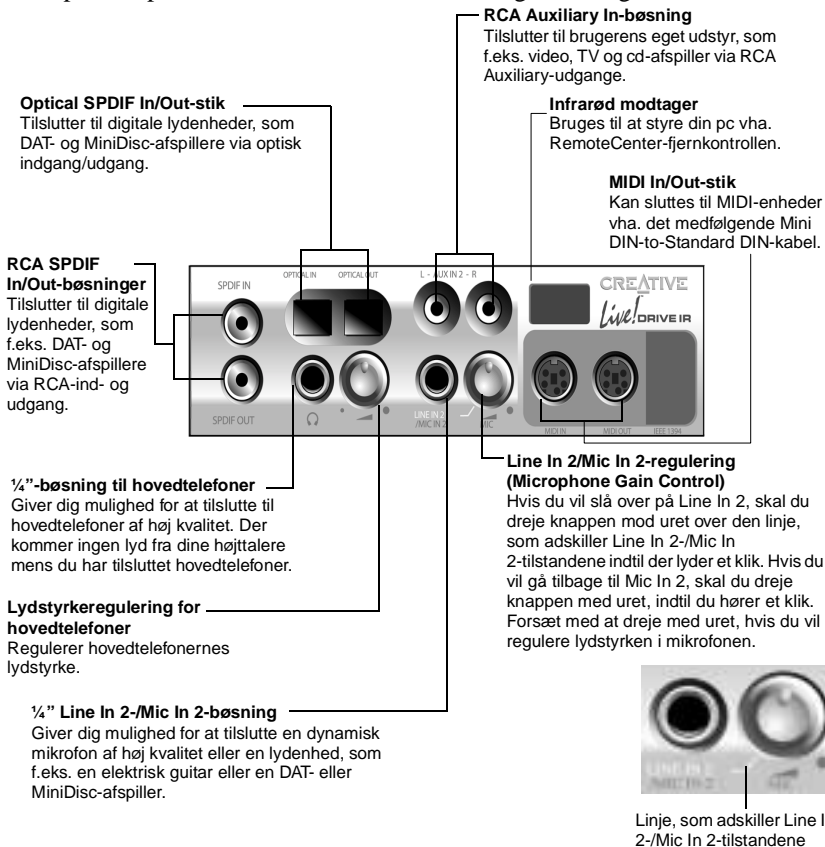 RCA Auxiliary In-bøsning
Tilslutter til brugerens eget udstyr, som
f.eks. video, TV og cd-afspiller via RCA
Auxiliary-udgange.
Optical SPDIF In/Out-stik
Tilslutter til digitale lydenheder, som
DAT- og MiniDisc-afspillere via optisk
indgang/udgang.
Infrarød modtager
Bruges til at styre din pc vha.
RemoteCenter-fjernkontrollen.
MIDI In/Out-stik
Kan sluttes til MIDI-enheder
vha. det medfølgende Mini
DIN-to-Standard DIN-kabel.
RCA SPDIF
In/Out-bøsninger
Tilslutter til digitale
lydenheder, som
f.eks. DAT- og
MiniDisc-afspillere
via RCA-ind- og
udgang.
SPDIF IN
OPTICAL IN
OPTICAL OUT
L - AUX IN 2 - R
CREATIVE
Live! DRIVE IR
SPDIF OUT
LINE IN 2
/MIC IN 2
MIC
MIDI IN
MIDI OUT
IEEE 1394
¼”-bøsning til hovedtelefoner
Giver dig mulighed for at tilslutte til
hovedtelefoner af høj kvalitet. Der
kommer ingen lyd fra dine højttalere
mens du har tilsluttet hovedtelefoner.
Line In 2/Mic In 2-regulering
(Microphone Gain Control)
Hvis du vil slå over på Line In 2, skal du
dreje knappen mod uret over den linje,
som adskiller Line In 2-/Mic In
2-tilstandene indtil der lyder et klik. Hvis du
vil gå tilbage til Mic In 2, skal du dreje
knappen med uret, indtil du hører et klik.
Forsæt med at dreje med uret, hvis du vil
regulere lydstyrken i mikrofonen.
Lydstyrkeregulering for
hovedtelefoner
Regulerer hovedtelefonernes
lydstyrke.
¼” Line In 2-/Mic In 2-bøsning
Giver dig mulighed for at tilslutte en dynamisk
mikrofon af høj kvalitet eller en lydenhed, som
f.eks. en elektrisk guitar eller en DAT- eller
MiniDisc-afspiller.
LINE IN 2
/MIC IN 2
Linje, som adskiller Line
2-/Mic In 2-tilstandene